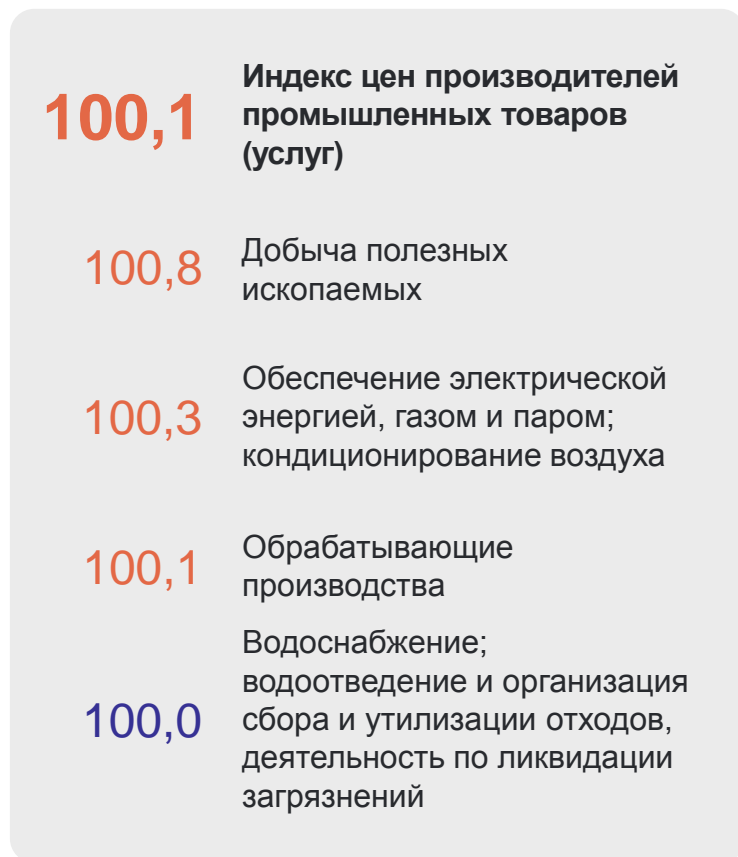 100,1
Индекс цен производителей
промышленных товаров
(услуг)
100,8
Добыча полезных
ископаемых
100,3
Обеспечение электрической
энергией, газом и паром;
кондиционирование воздуха
100,1
Обрабатывающие
производства
100,0
Водоснабжение;
водоотведение и организация
сбора и утилизации отходов,
деятельность по ликвидации
загрязнений